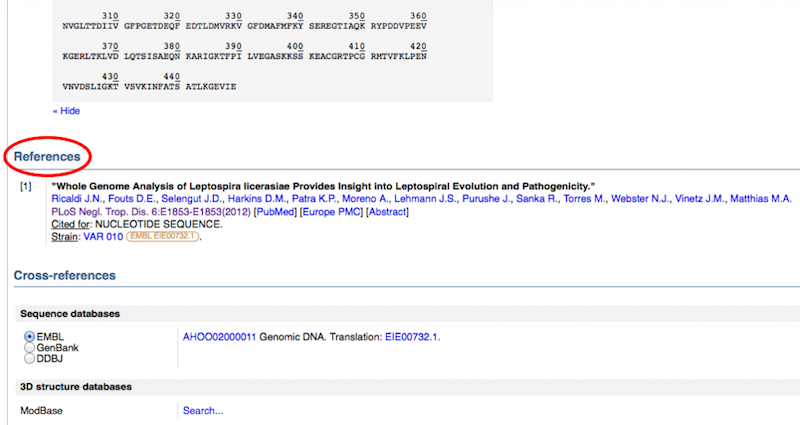 310 320 330 340 350 360
NVGLTTDIIV GFPGETDEQF EDTLDMVRKV GFDMAFMFKY SEREGTIAQK RYPDDVPEEV
370 380 390 400 410 420
KGERLTKLVD LQTSISAEQN KARIGKTFPI LVEGASKKSS KEACGRTPCG RMTVFKLPEN
430 440
VNVDSLIGKT VSVKINFATS ATLKGEVIE
« Hide
References
[1] "Whole Genome Analysis of Leptospira licerasiae Provides Insight into Leptospiral Evolution and Pathogenicity."
Ricaldi J.N., Fouts D.E., Selengut J.D., Harkins D.M., Patra K.P., Moreno A., Lehmann J.S., Purushe J., Sanka R., Torres M., Webster N.J., Vinetz J.M., Matthias M.A.
PLoS Negl. Trop. Dis. 6:E1853-E1853(2012) [PubMed] [Europe PMC] [Abstract]
Cited for: NUCLEOTIDE SEQUENCE.
Strain: VAR 010 EMBL EIE00732.1.
Cross-references
Sequence databases
EMBL AHOO02000011 Genomic DNA. Translation: EIE00732.1.
GenBank
DDBJ
3D structure databases
ModBase Search...